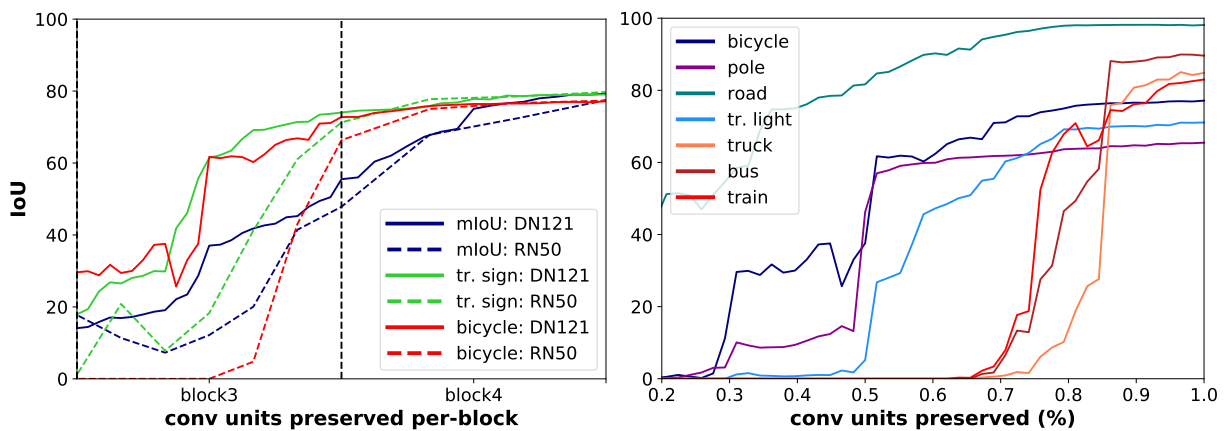 100
80
60
40
20
0
IoU
block3
block4
conv units preserved per-block
mIoU: DN121
mIoU: RN50
tr. sign: DN121
tr. sign: RN50
bicycle: DN121
bicycle: RN50
100
80
60
40
20
0
0.2
0.3
0.4
0.5
0.6
0.7
0.8
0.9
1.0
conv units preserved (%)
bicycle
pole
road
tr. light
truck
bus
train